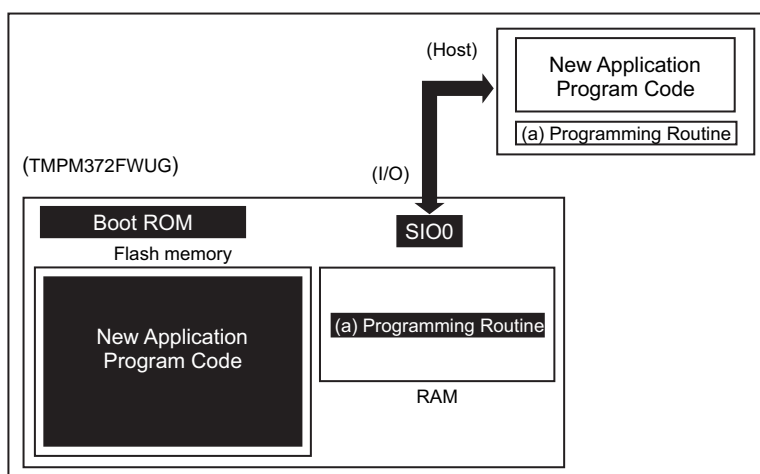 (Host)
New Application
Program Code
(a) Programming Routine
(TMPM372FWUG)
(I/O)
Boot ROM
SIO0
Flash memory
New Application
Program Code
(a) Programming Routine
RAM